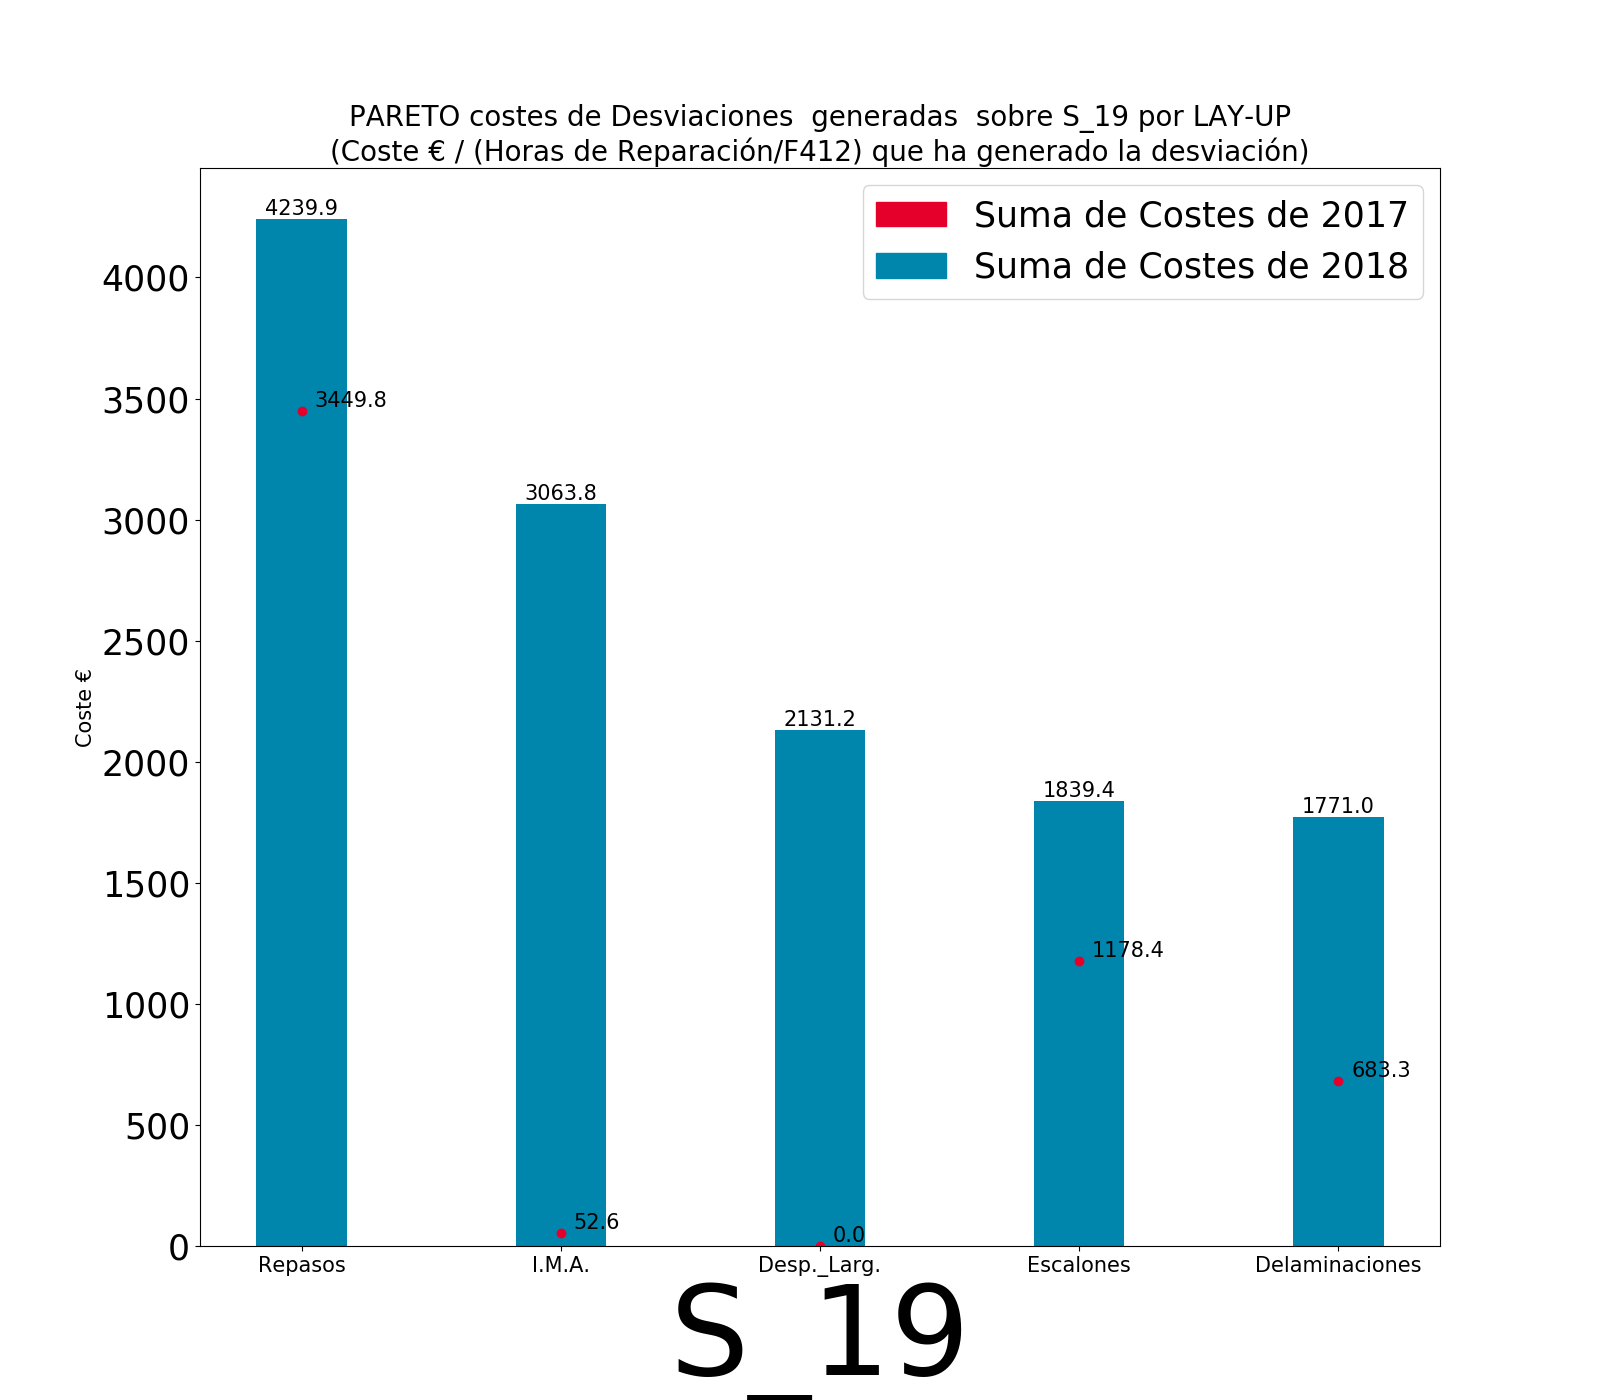 PARETO costes de Desviaciones  generadas  sobre S_19 por LAY-UP
(Coste € / (Horas de Reparación/F412) que ha generado la desviación)
Suma de Costes de 2017
Suma de Costes de 2018
4239.9
3449.8
3063.8
52.6
2131.2
0.0
1839.4
1178.4
1771.0
683.3
4000
3500
3000
2500
2000
1500
1000
500
0
Coste €
Repasos
I.M.A.
Desp._Larg.
Escalones
Delaminaciones
S_19